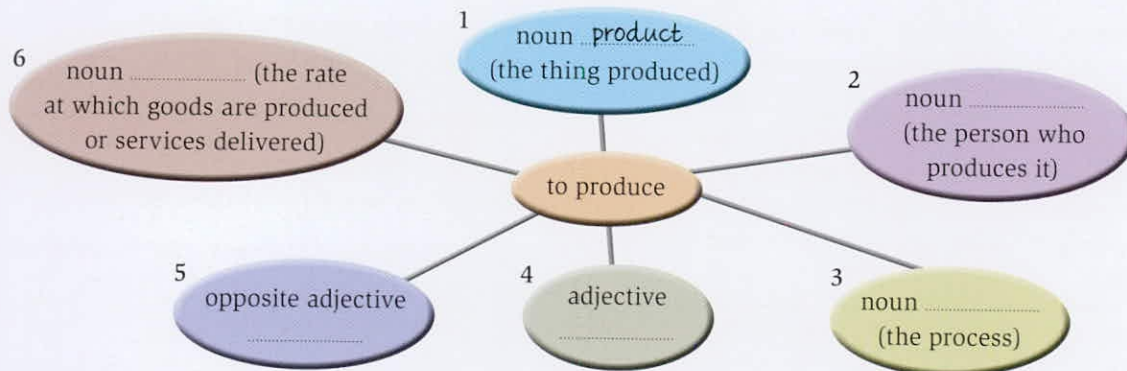 1
noun product
(the thing produced)
2
noun ....................
(the person who
produces it)
3
noun ....................
(the process)
4
adjective
....................
5
opposite adjective
....................
6
noun .................... (the rate
at which goods are produced
or services delivered)
to produce